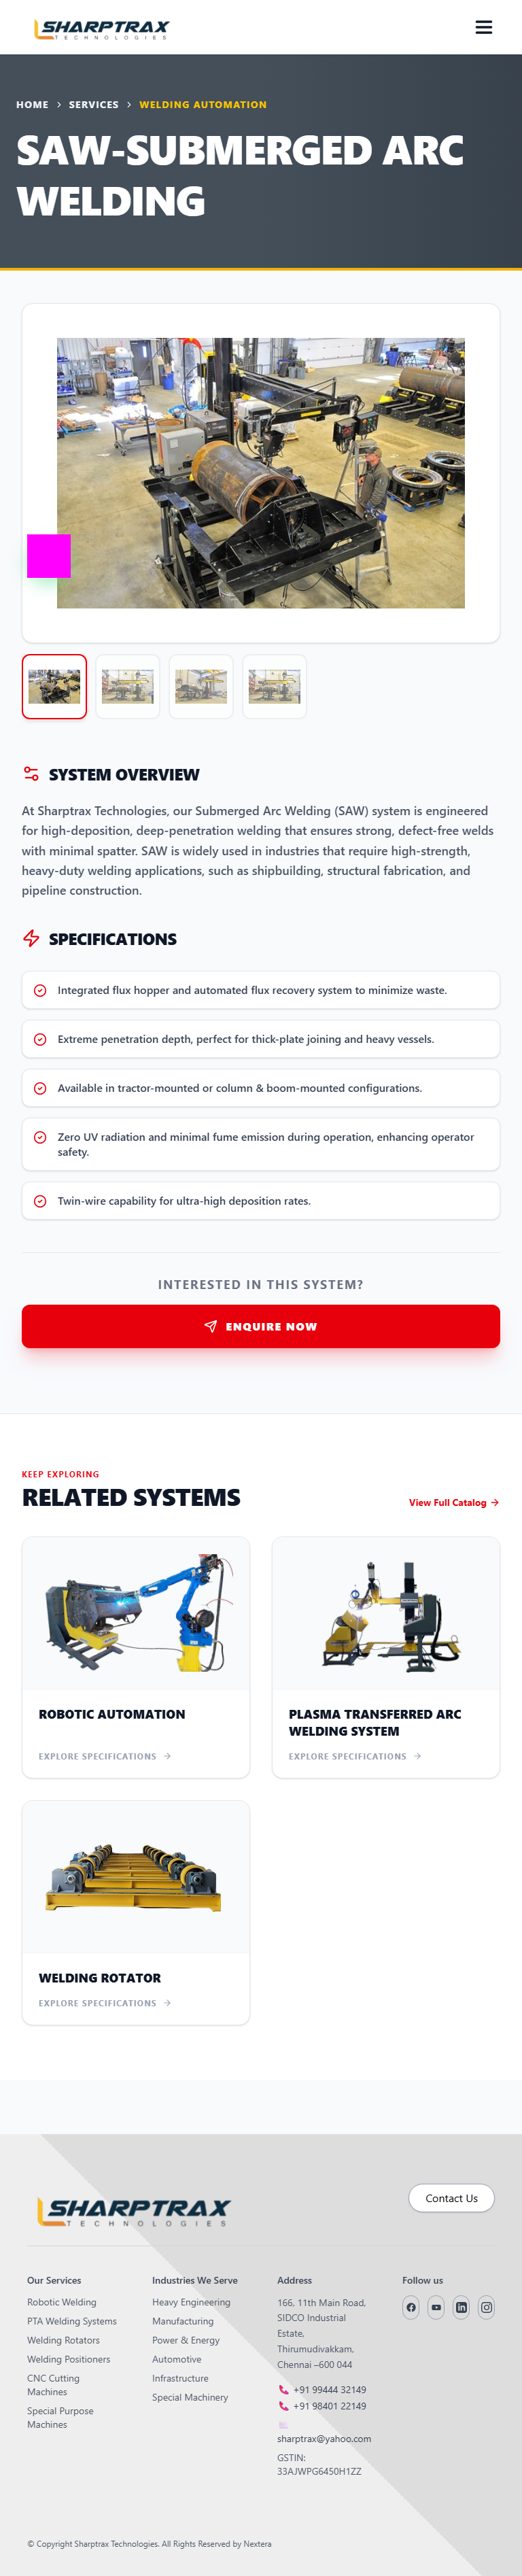 SHARPTRAX
TECHNOLOGIES
HOME > SERVICES > WELDING AUTOMATION
SAW-SUBMERGED ARC
WELDING
SYSTEM OVERVIEW
At Sharptrax Technologies, our Submerged Arc Welding (SAW) system is engineered
for high-deposition, deep-penetration welding that ensures strong, defect-free welds
with minimal spatter. SAW is widely used in industries that require high-strength,
heavy-duty welding applications, such as shipbuilding, structural fabrication, and
pipeline construction.
SPECIFICATIONS
Integrated flux hopper and automated flux recovery system to minimize waste.
Extreme penetration depth, perfect for thick-plate joining and heavy vessels.
Available in tractor-mounted or column & boom-mounted configurations.
Zero UV radiation and minimal fume emission during operation, enhancing operator
safety.
Twin-wire capability for ultra-high deposition rates.
INTERESTED IN THIS SYSTEM?
ENQUIRE NOW
KEEP EXPLORING
RELATED SYSTEMS
View Full Catalog →
ROBOTIC AUTOMATION
EXPLORE SPECIFICATIONS →
PLASMA TRANSFERRED ARC
WELDING SYSTEM
EXPLORE SPECIFICATIONS →
WELDING ROTATOR
EXPLORE SPECIFICATIONS →
SHARPTRAX
TECHNOLOGIES
Contact Us
Our Services
Robotic Welding
PTA Welding Systems
Welding Rotators
Welding Positioners
CNC Cutting
Machines
Special Purpose
Machines
Industries We Serve
Heavy Engineering
Manufacturing
Power & Energy
Automotive
Infrastructure
Special Machinery
Address
166, 11th Main Road,
SIDCO Industrial
Estate,
Thirumudivakkam,
Chennai –600 044
+91 99444 32149
+91 98401 22149
sharptrax@yahoo.com
GSTIN:
33AJWPG6450H1ZZ
Follow us
© Copyright Sharptrax Technologies. All Rights Reserved by Nextera